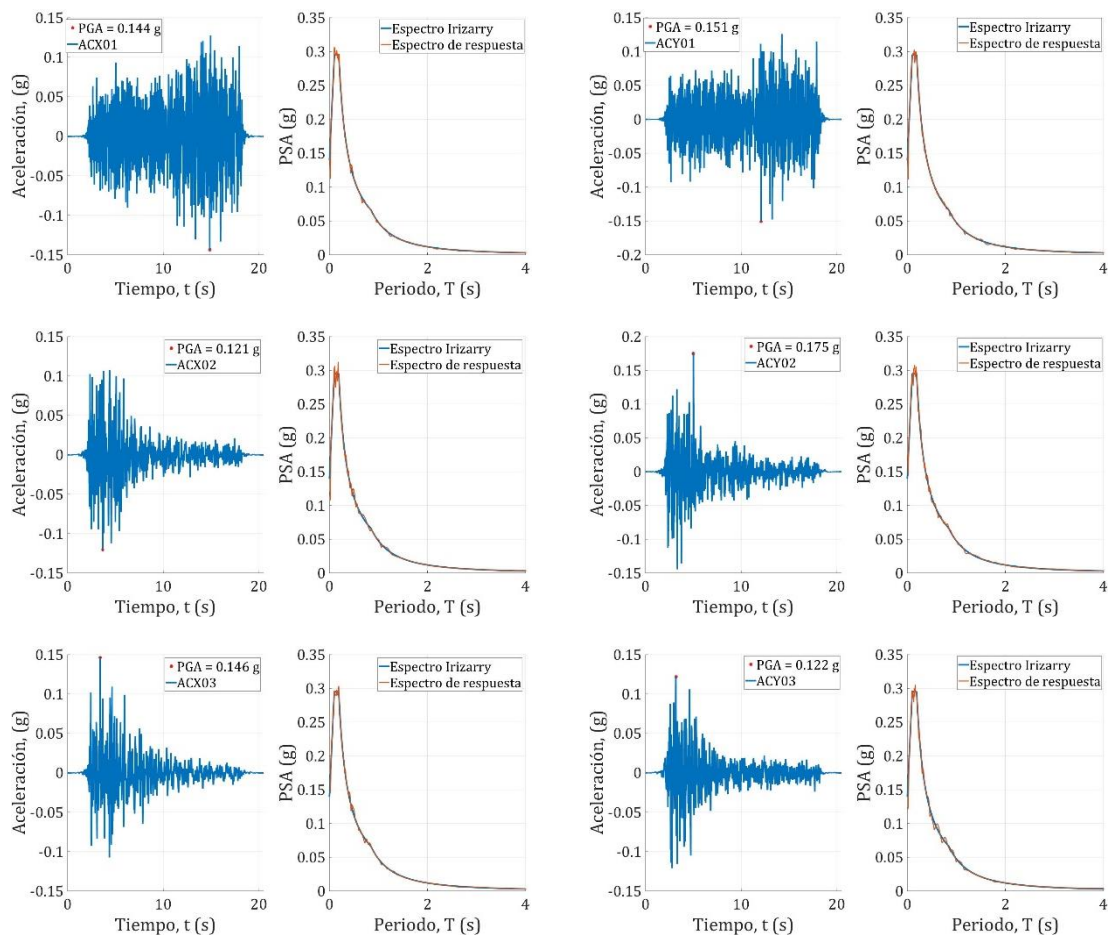 PGA = 0.144 g
ACX01
0.15
0.1
0.05
0
-0.05
-0.1
-0.15
Aceleración, (g)
0 10 20
Tiempo, t (s)
Espectro Irizarry
Espectro de respuesta
0.35
0.3
0.25
0.2
0.15
0.1
0.05
0
PSA (g)
0 2 4
Periodo, T (s)
PGA = 0.151 g
ACY01
0.15
0.1
0.05
0
-0.05
-0.1
-0.15
-0.2
Aceleración, (g)
0 10 20
Tiempo, t (s)
Espectro Irizarry
Espectro de respuesta
0.35
0.3
0.25
0.2
0.15
0.1
0.05
0
PSA (g)
0 2 4
Periodo, T (s)
PGA = 0.121 g
ACX02
0.15
0.1
0.05
0
-0.05
-0.1
-0.15
Aceleración, (g)
0 10 20
Tiempo, t (s)
Espectro Irizarry
Espectro de respuesta
0.35
0.3
0.25
0.2
0.15
0.1
0.05
0
PSA (g)
0 2 4
Periodo, T (s)
PGA = 0.175 g
ACY02
0.2
0.15
0.1
0.05
0
-0.05
-0.1
-0.15
Aceleración, (g)
0 10 20
Tiempo, t (s)
Espectro Irizarry
Espectro de respuesta
0.35
0.3
0.25
0.2
0.15
0.1
0.05
0
PSA (g)
0 2 4
Periodo, T (s)
PGA = 0.146 g
ACX03
0.15
0.1
0.05
0
-0.05
-0.1
-0.15
Aceleración, (g)
0 10 20
Tiempo, t (s)
Espectro Irizarry
Espectro de respuesta
0.35
0.3
0.25
0.2
0.15
0.1
0.05
0
PSA (g)
0 2 4
Periodo, T (s)
PGA = 0.122 g
ACY03
0.15
0.1
0.05
0
-0.05
-0.1
-0.15
Aceleración, (g)
0 10 20
Tiempo, t (s)
Espectro Irizarry
Espectro de respuesta
0.35
0.3
0.25
0.2
0.15
0.1
0.05
0
PSA (g)
0 2 4
Periodo, T (s)